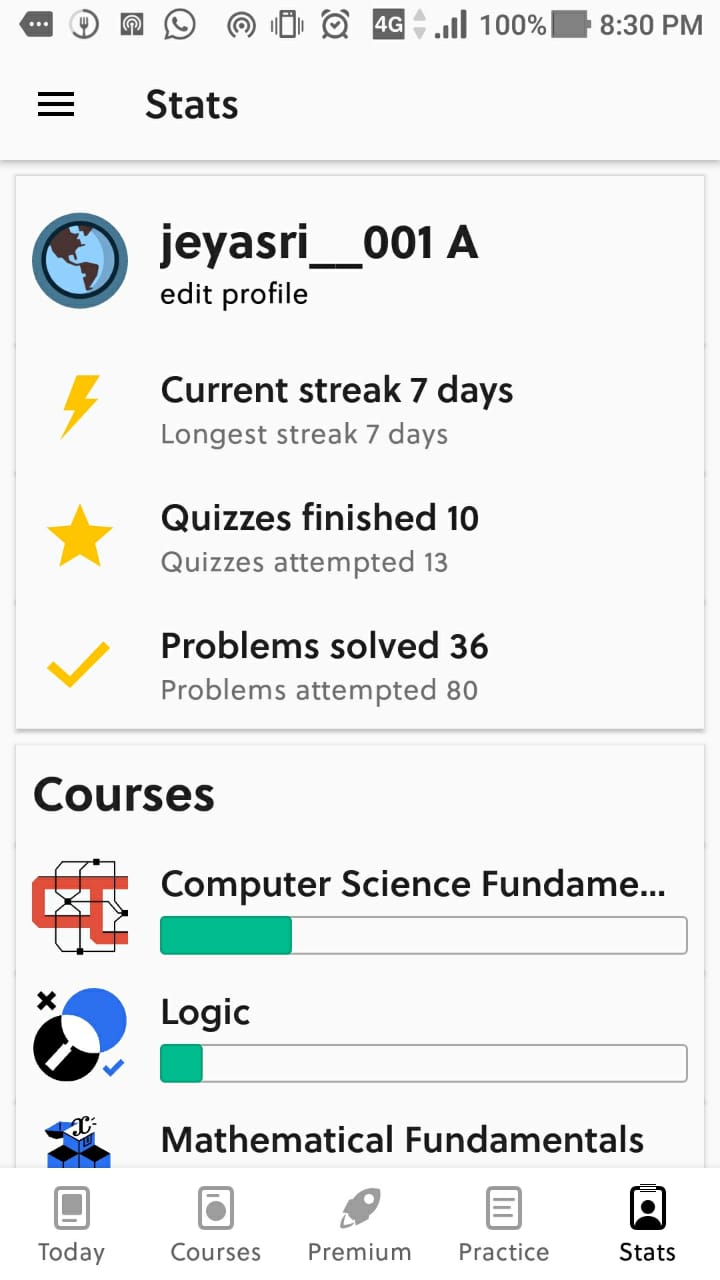 4G 100% 8:30 PM
Stats
jeyasri__001 A
edit profile
Current streak 7 days
Longest streak 7 days
Quizzes finished 10
Quizzes attempted 13
Problems solved 36
Problems attempted 80
Courses
Computer Science Fundame...
Logic
Mathematical Fundamentals
Today Courses Premium Practice Stats